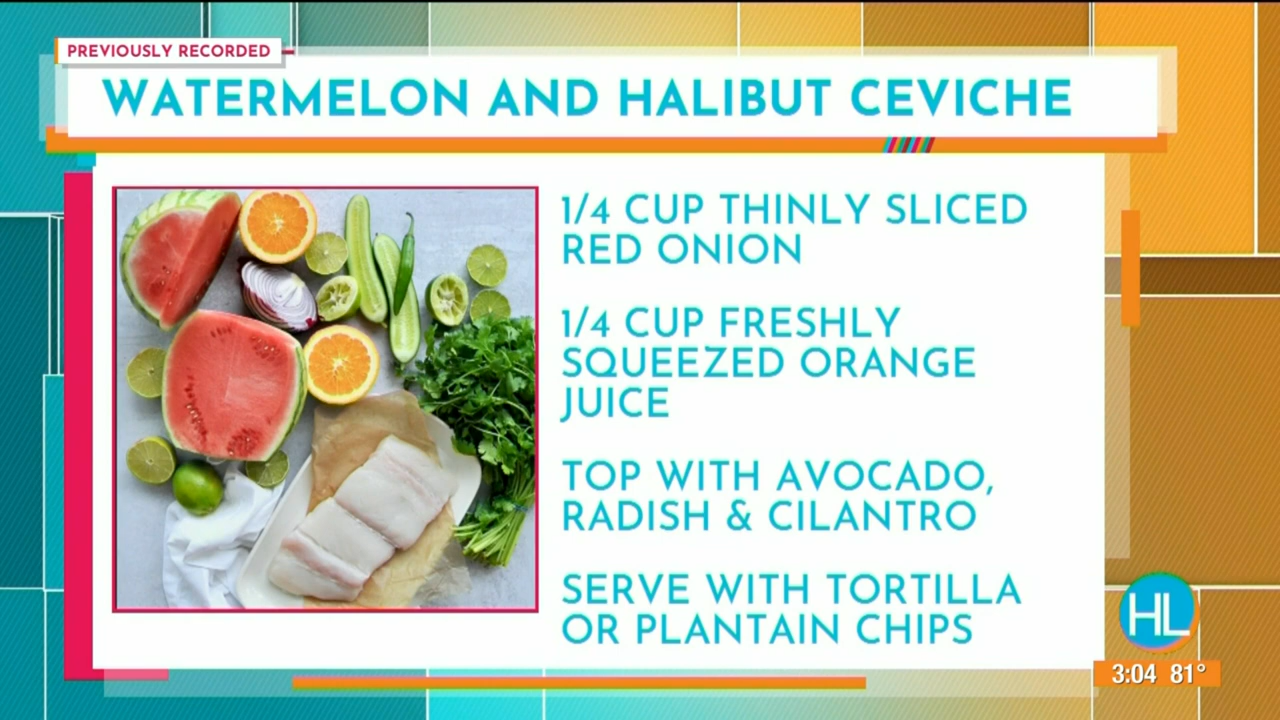 PREVIOUSLY RECORDED
WATERMELON AND HALIBUT CEVICHE
1/4 CUP THINLY SLICED
RED ONION
1/4 CUP FRESHLY
SQUEEZED ORANGE
JUICE
TOP WITH AVOCADO,
RADISH & CILANTRO
SERVE WITH TORTILLA
OR PLANTAIN CHIPS
HL
3:04 81°